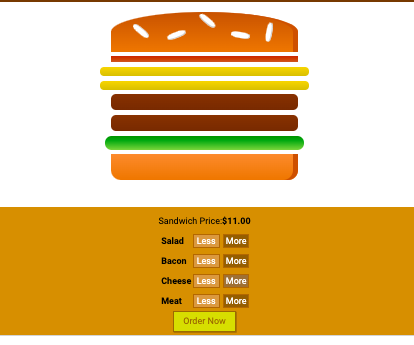 Sandwich Price:$11.00
Salad Less More
Bacon Less More
Cheese Less More
Meat Less More
Order Now